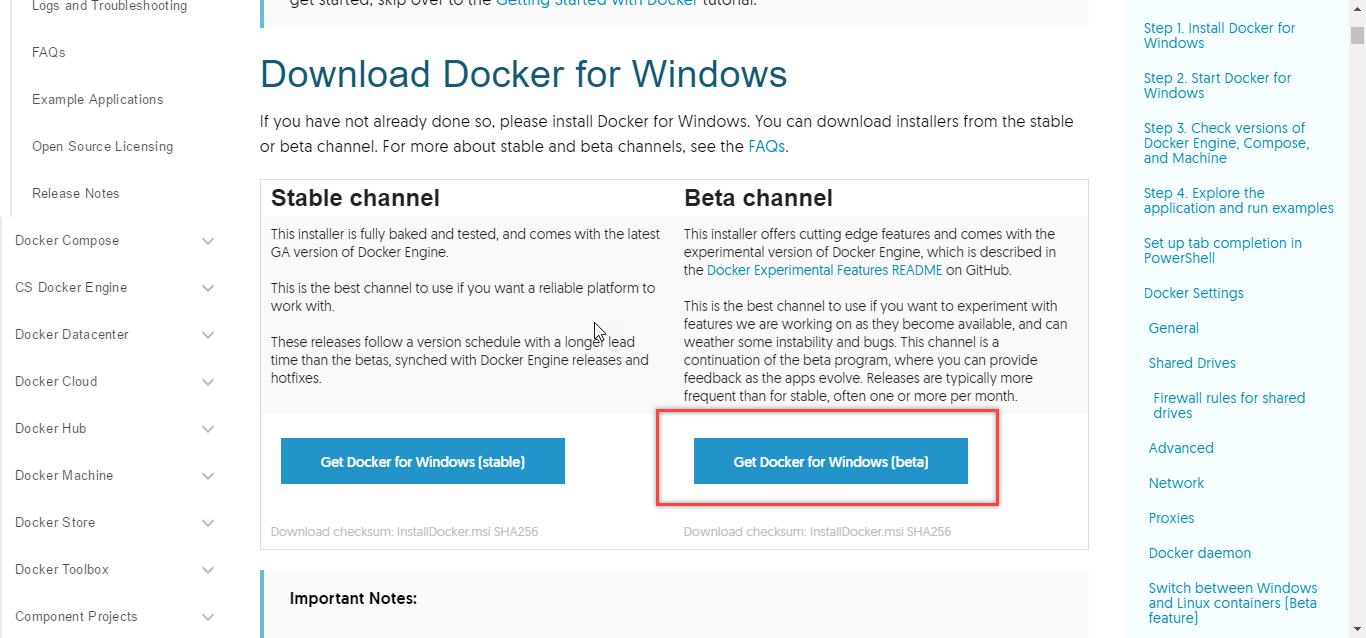 Logs and Troubleshooting
FAQs
Example Applications
Open Source Licensing
Release Notes
Docker Compose
CS Docker Engine
Docker Datacenter
Docker Cloud
Docker Hub
Docker Machine
Docker Store
Docker Toolbox
Component Projects
get started, skip over to the Getting Started with Docker tutorial.
Download Docker for Windows
If you have not already done so, please install Docker for Windows. You can download installers from the stable
or beta channel. For more about stable and beta channels, see the FAQs.
Stable channel
This installer is fully baked and tested, and comes with the latest
GA version of Docker Engine.
This is the best channel to use if you want a reliable platform to
work with.
These releases follow a version schedule with a longer lead
time than the betas, synched with Docker Engine releases and
hotfixes.
Get Docker for Windows (stable)
Download checksum: InstallDocker.msi SHA256
Beta channel
This installer offers cutting edge features and comes with the
experimental version of Docker Engine, which is described in
the Docker Experimental Features README on GitHub.
This is the best channel to use if you want to experiment with
features we are working on as they become available, and can
weather some instability and bugs. This channel is a
continuation of the beta program, where you can provide
feedback as the apps evolve. Releases are typically more
frequent than for stable, often one or more per month.
Get Docker for Windows (beta)
Download checksum: InstallDocker.msi SHA256
Important Notes:
Step 1. Install Docker for
Windows
Step 2. Start Docker for
Windows
Step 3. Check versions of
Docker Engine, Compose,
and Machine
Step 4. Explore the
application and run examples
Set up tab completion in
PowerShell
Docker Settings
General
Shared Drives
Firewall rules for shared
drives
Advanced
Network
Proxies
Docker daemon
Switch between Windows
and Linux containers (Beta
feature)